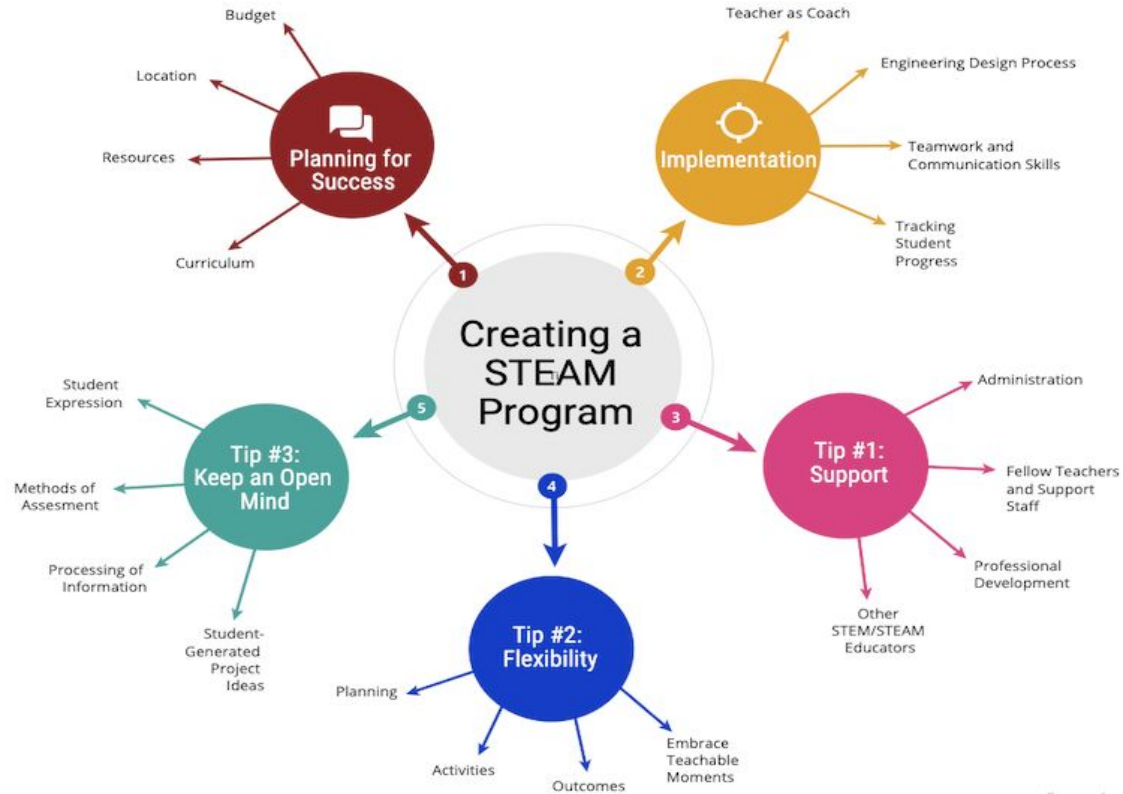 Creating a
STEAM
Program
1
Planning for
Success
Budget
Location
Resources
Curriculum
2
Implementation
Teacher as Coach
Engineering Design Process
Teamwork and
Communication Skills
Tracking
Student
Progress
3
Tip #1:
Support
Administration
Fellow Teachers
and Support
Staff
Professional
Development
Other
STEM/STEAM
Educators
4
Tip #2:
Flexibility
Planning
Activities
Outcomes
Embrace
Teachable
Moments
5
Tip #3:
Keep an Open
Mind
Student
Expression
Methods of
Assesment
Processing of
Information
Student-
Generated
Project
Ideas